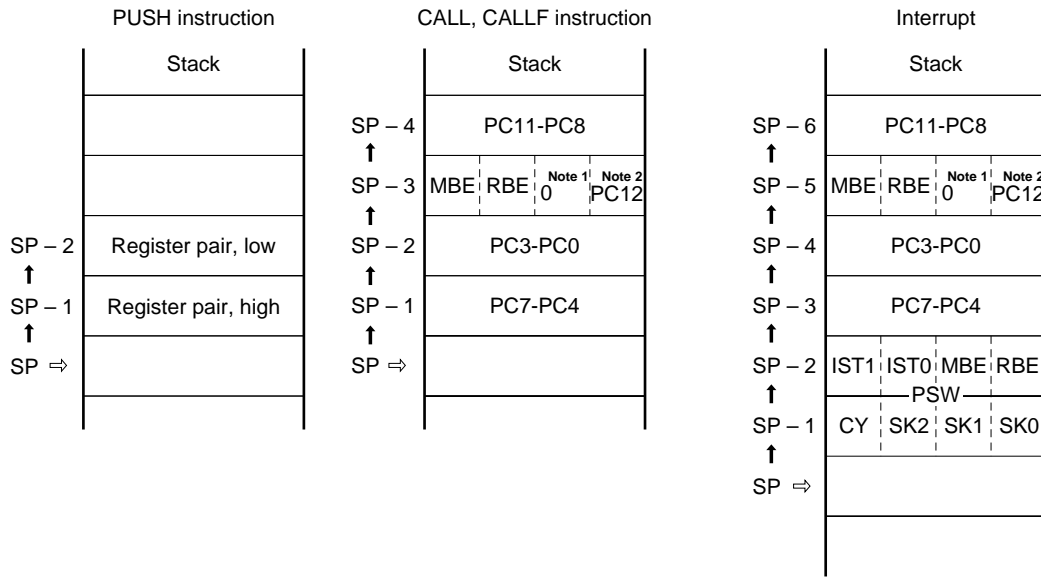 PUSH instruction
Stack
SP – 2 Register pair, low
SP – 1 Register pair, high
SP ⇨
CALL, CALLF instruction
Stack
SP – 4 PC11-PC8
SP – 3 MBE RBE 0 Note 1 PC12 Note 2
SP – 2 PC3-PC0
SP – 1 PC7-PC4
SP ⇨
Interrupt
Stack
SP – 6 PC11-PC8
SP – 5 MBE RBE 0 Note 1 PC12 Note 2
SP – 4 PC3-PC0
SP – 3 PC7-PC4
SP – 2 IST1 IST0 MBE RBE
PSW
SP – 1 CY SK2 SK1 SK0
SP ⇨